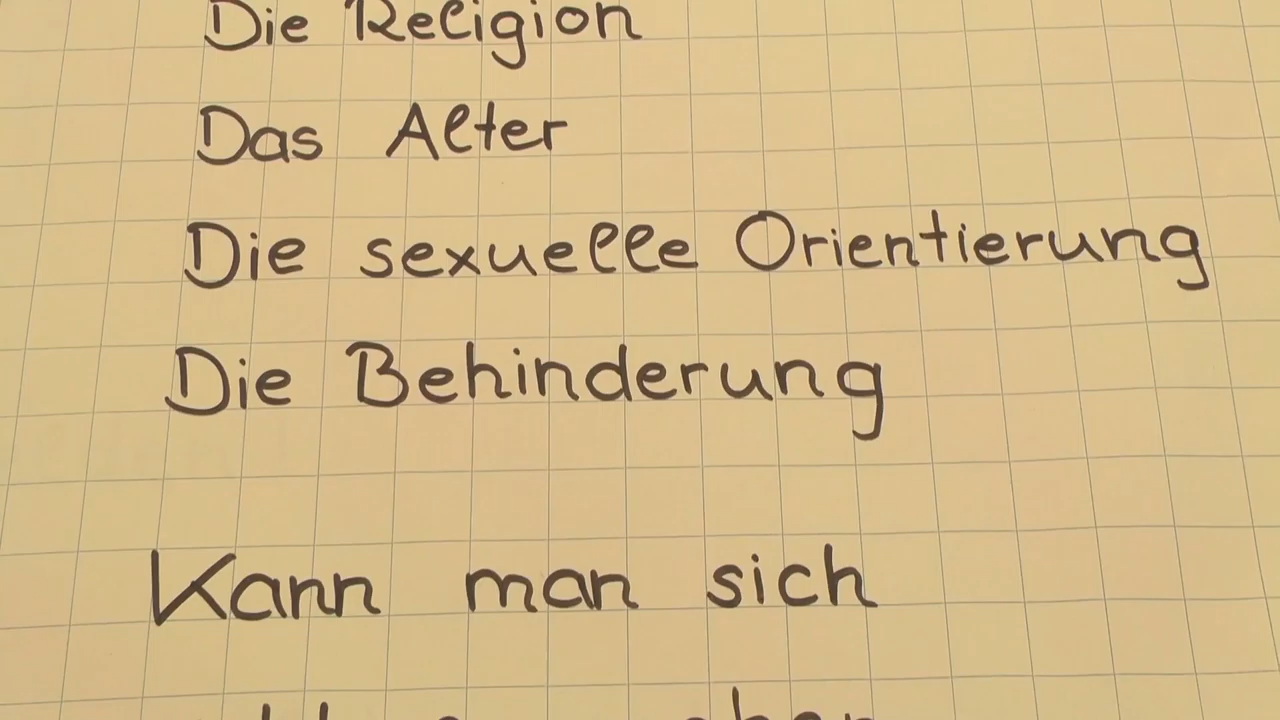 Die Religion
Das Alter
Die sexuelle Orientierung
Die Behinderung
Kann man sich